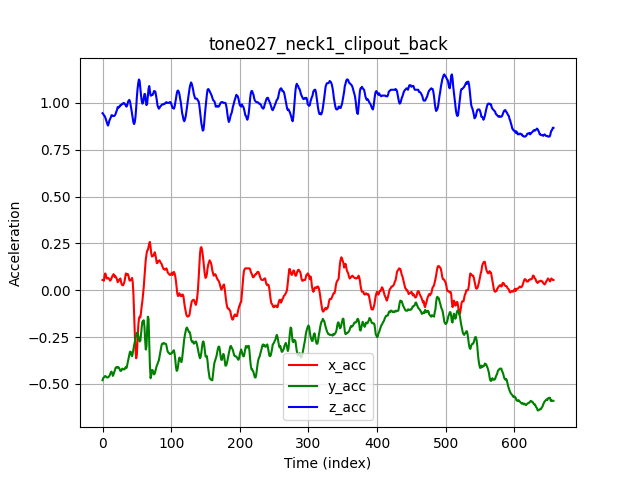 tone027_neck1_clipout_back
1.00
0.75
0.50
0.25
0.00
−0.25
−0.50
Acceleration
x_acc
y_acc
z_acc
0 100 200 300 400 500 600
Time (index)